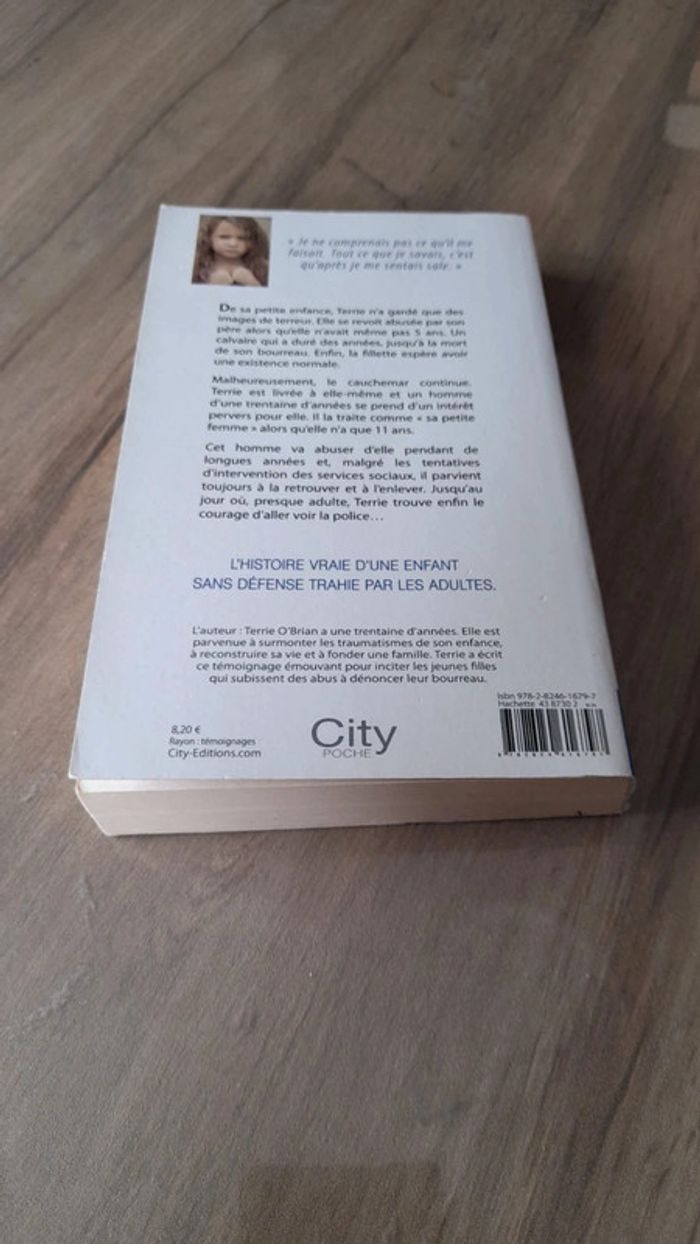 « Je ne comprenais pas ce qu'il me
faisait. Tout ce que je savais, c'est
qu'après je me sentais sale. »
De sa petite enfance, Terrie n'a gardé que des
images de terreur. Elle se revoit abusée par son
père alors qu'elle n'avait même pas 5 ans. Un
calvaire qui a duré des années, jusqu'à la mort
de son bourreau. Enfin, la fillette espère avoir
une existence normale.
Malheureusement, le cauchemar continue.
Terrie est livrée à elle-même et un homme
d'une trentaine d'années se prend d'un intérêt
pervers pour elle. Il la traite comme « sa petite
femme » alors qu'elle n'a que 11 ans.
Cet homme va abuser d'elle pendant de
longues années et, malgré les tentatives
d'intervention des services sociaux, il parvient
toujours à la retrouver et à l'enlever. Jusqu'au
jour où, presque adulte, Terrie trouve enfin le
courage d'aller voir la police...
L'HISTOIRE VRAIE D'UNE ENFANT
SANS DÉFENSE TRAHIE PAR LES ADULTES.
L'auteur : Terrie O'Brian a une trentaine d'années. Elle est
parvenue à surmonter les traumatismes de son enfance,
à reconstruire sa vie et à fonder une famille. Terrie a écrit
ce témoignage émouvant pour inciter les jeunes filles
qui subissent des abus à dénoncer leur bourreau.
8,20 €
Rayon : témoignages
City-Editions.com
City
POCHE
Isbn 978-2-8246-1679-7
Hachette 43 8730 2